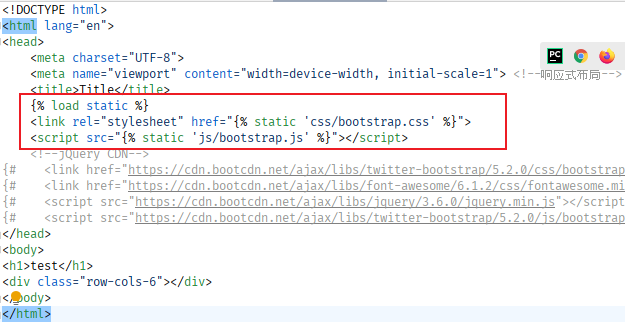 <!DOCTYPE html>
<html lang="en">
<head>
<meta charset="UTF-8">
<meta name="viewport" content="width=device-width, initial-scale=1"> <!--响应式布局-->
<title>Title</title>
{% load static %}
<link rel="stylesheet" href="{% static 'css/bootstrap.css' %}">
<script src="{% static 'js/bootstrap.js' %}"></script>
<!--jQuery CDN-->
{# <link href="https://cdn.bootcdn.net/ajax/libs/twitter-bootstrap/5.2.0/css/bootstrap
{# <link href="https://cdn.bootcdn.net/ajax/libs/font-awesome/6.1.2/css/fontawesome.mi
{# <script src="https://cdn.bootcdn.net/ajax/libs/jquery/3.6.0/jquery.min.js"></script
{# <script src="https://cdn.bootcdn.net/ajax/libs/twitter-bootstrap/5.2.0/js/bootstrap
</head>
<body>
<h1>test</h1>
<div class="row-cols-6"></div>
</body>
</html>
PC